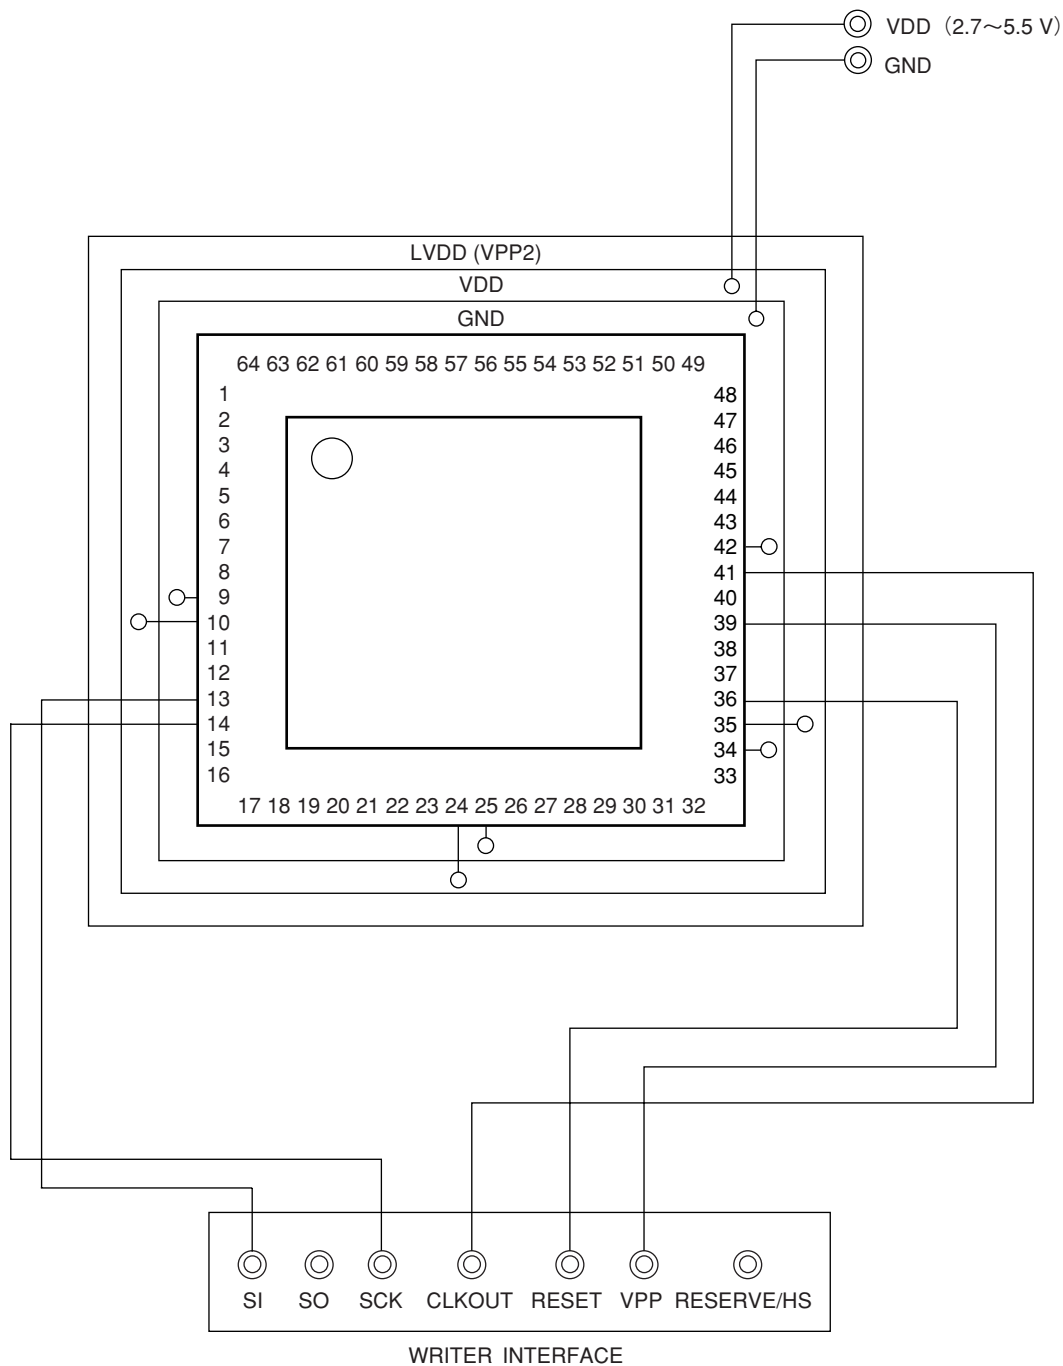 VDD (2.7～5.5 V)
GND
LVDD (VPP2)
VDD
GND
64 63 62 61 60 59 58 57 56 55 54 53 52 51 50 49
1 48
2 47
3 46
4 45
5 44
6 43
7 42
8 41
9 40
10 39
11 38
12 37
13 36
14 35
15 34
16 33
17 18 19 20 21 22 23 24 25 26 27 28 29 30 31 32
SI SO SCK CLKOUT RESET VPP RESERVE/HS
WRITER INTERFACE